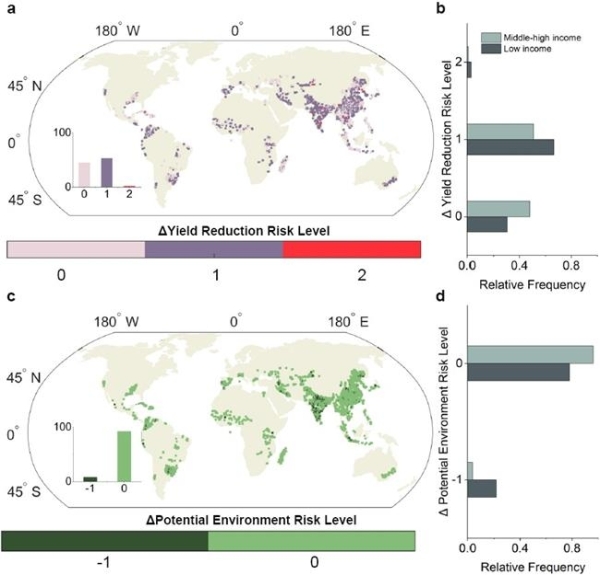 a
180° W 0° 180° E
45° N
0°
45° S
100
0
0 1 2
ΔYield Reduction Risk Level
0 1 2
b
Middle-high income
Low income
Δ Yield Reduction Risk Level
2
1
0
0.0 0.4 0.8
Relative Frequency
c
180° W 0° 180° E
45° N
0°
45° S
100
0
-1 0
ΔPotential Environment Risk Level
-1 0
d
Δ Potential Environment Risk Level
0
-1
0.0 0.4 0.8
Relative Frequency